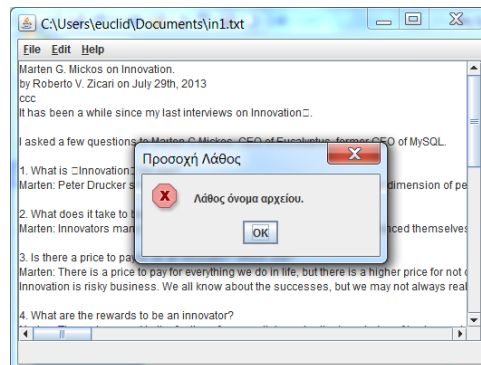 C:\Users\euclid\Documents\in1.txt
File Edit Help
Marten G. Mickos on Innovation.
by Roberto V. Zicari on July 29th, 2013
ccc
It has been a while since my last interviews on Innovation□.
I asked a few questions to Marten G Mickos, CEO of Eucalyptus, former CEO of MySQL.
Προσοχή Λάθος
Λάθος όνομα αρχείου.
OK
1. What is □Innovation□
Marten: Peter Drucker dimension of pe
2. What does it take to
Marten: Innovators nced themselves
3. Is there a price to
Marten: There is a price to pay for everything we do in life, but there is a higher price for not
Innovation is risky business. We all know about the successes, but we may not always real
4. What are the rewards to be an innovator?